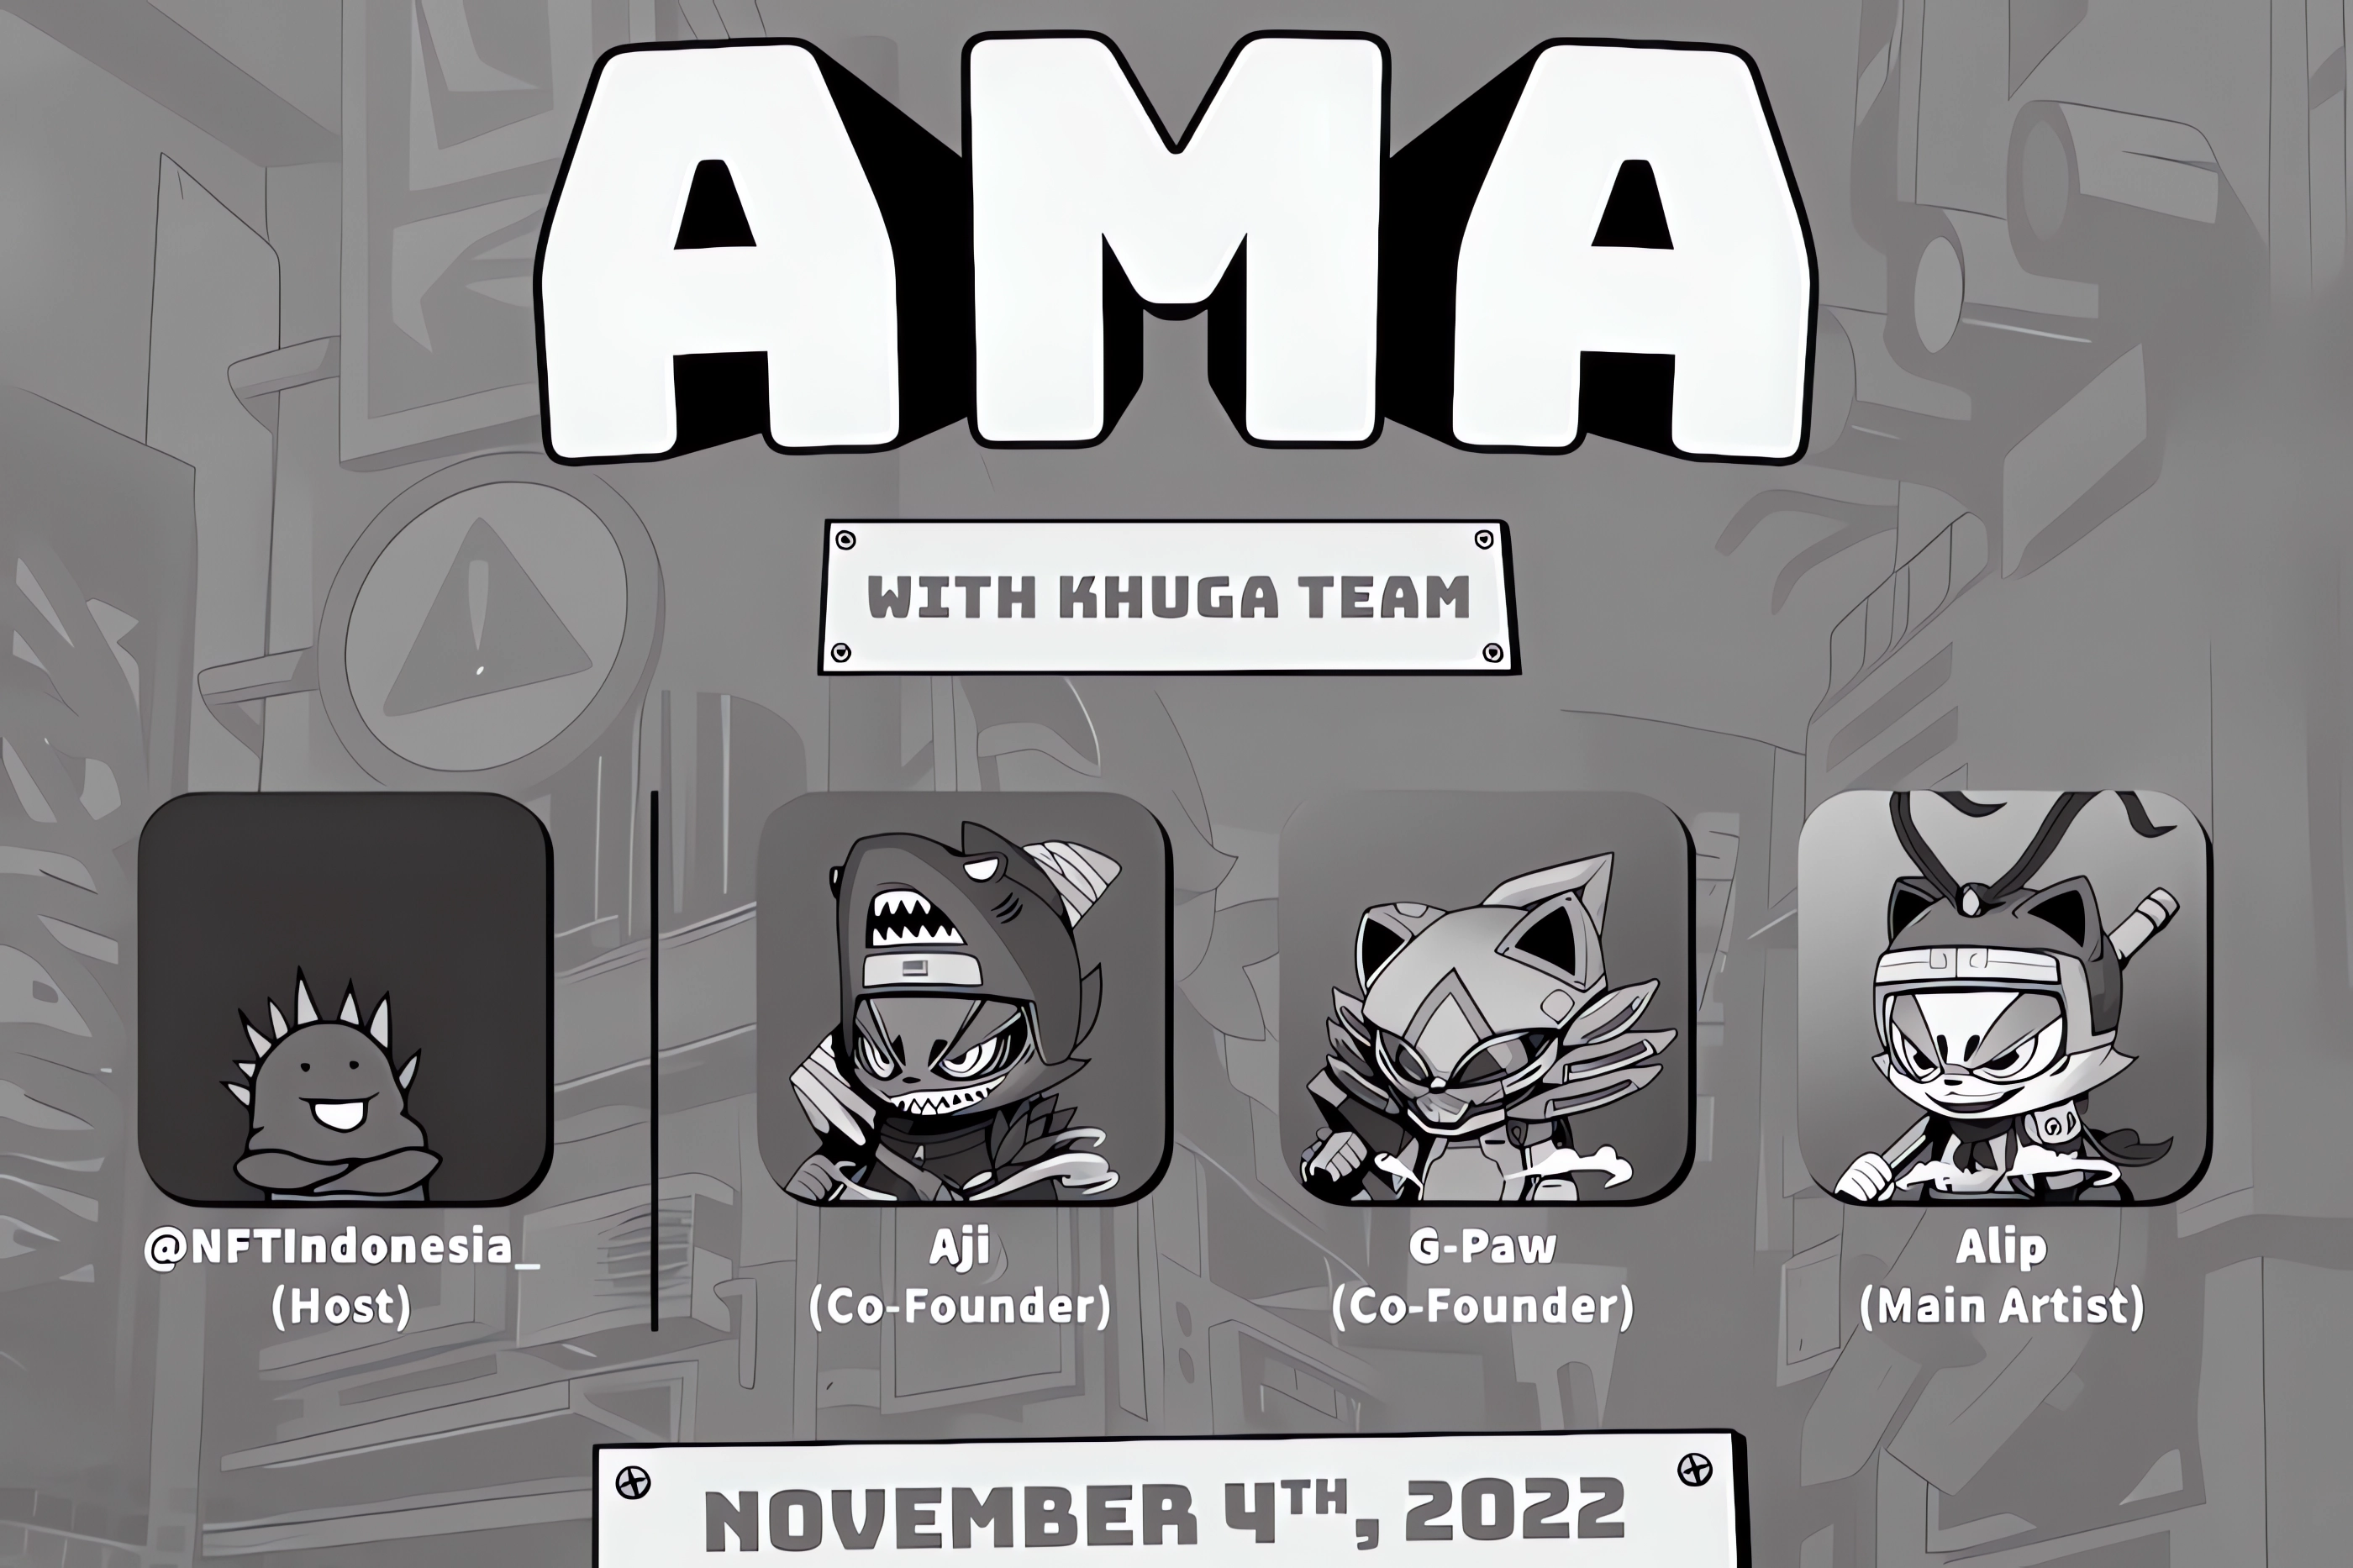 AMA
WITH KHUGA TEAM
@NFTIndonesia_
(Host)
Aji
(Co-Founder)
G-Paw
(Co-Founder)
Alip
(Main Artist)
NOVEMBER 4TH, 2022